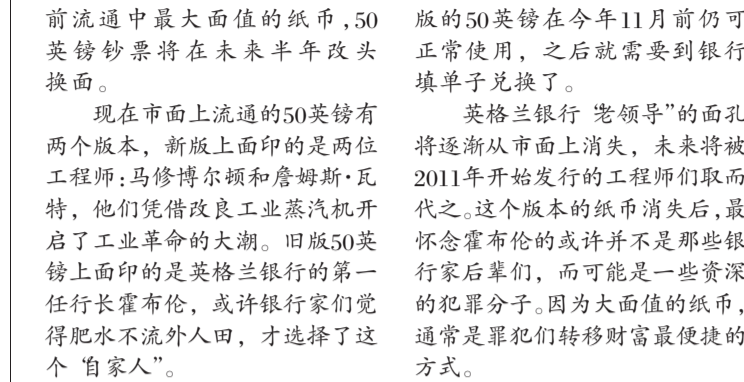 前流通中最大面值的纸币,50
英镑钞票将在未来半年改头
换面。
现在市面上流通的50英镑有
两个版本，新版上面印的是两位
工程师:马修博尔顿和詹姆斯·瓦
特，他们凭借改良工业蒸汽机开
启了工业革命的大潮。旧版50英
镑上面印的是英格兰银行的第一
任行长霍布伦，或许银行家们觉
得肥水不流外人田，才选择了这
个“自家人”。
版的50英镑在今年11月前仍可
正常使用，之后就需要到银行
填单子兑换了。
英格兰银行“老领导”的面孔
将逐渐从市面上消失，未来将被
2011年开始发行的工程师们取而
代之。这个版本的纸币消失后,最
怀念霍布伦的或许并不是那些银
行家后辈们，而可能是一些资深
的犯罪分子。因为大面值的纸币，
通常是罪犯们转移财富最便捷的
方式。